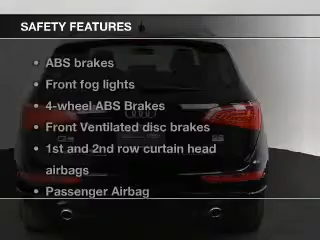 SAFETY FEATURES
• ABS brakes
• Front fog lights
• 4-wheel ABS Brakes
• Front Ventilated disc brakes
• 1st and 2nd row curtain head
airbags
• Passenger Airbag